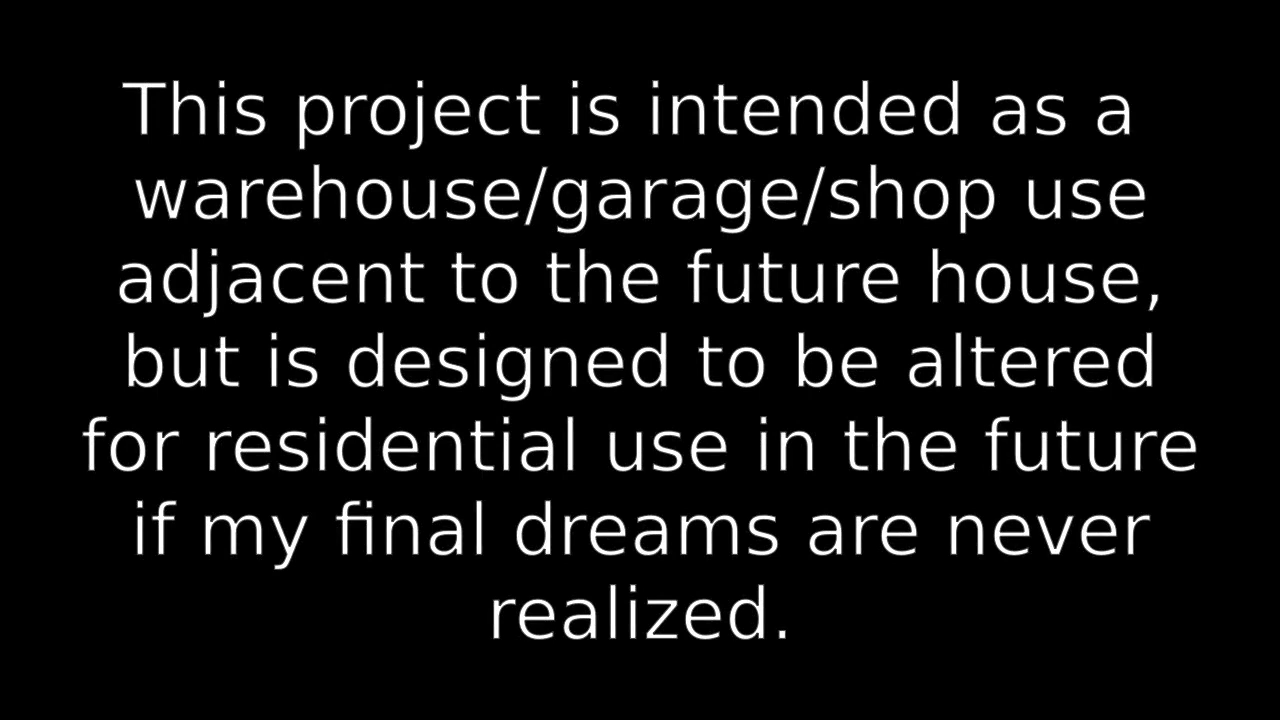 This project is intended as a
warehouse/garage/shop use
adjacent to the future house,
but is designed to be altered
for residential use in the future
if my final dreams are never
realized.